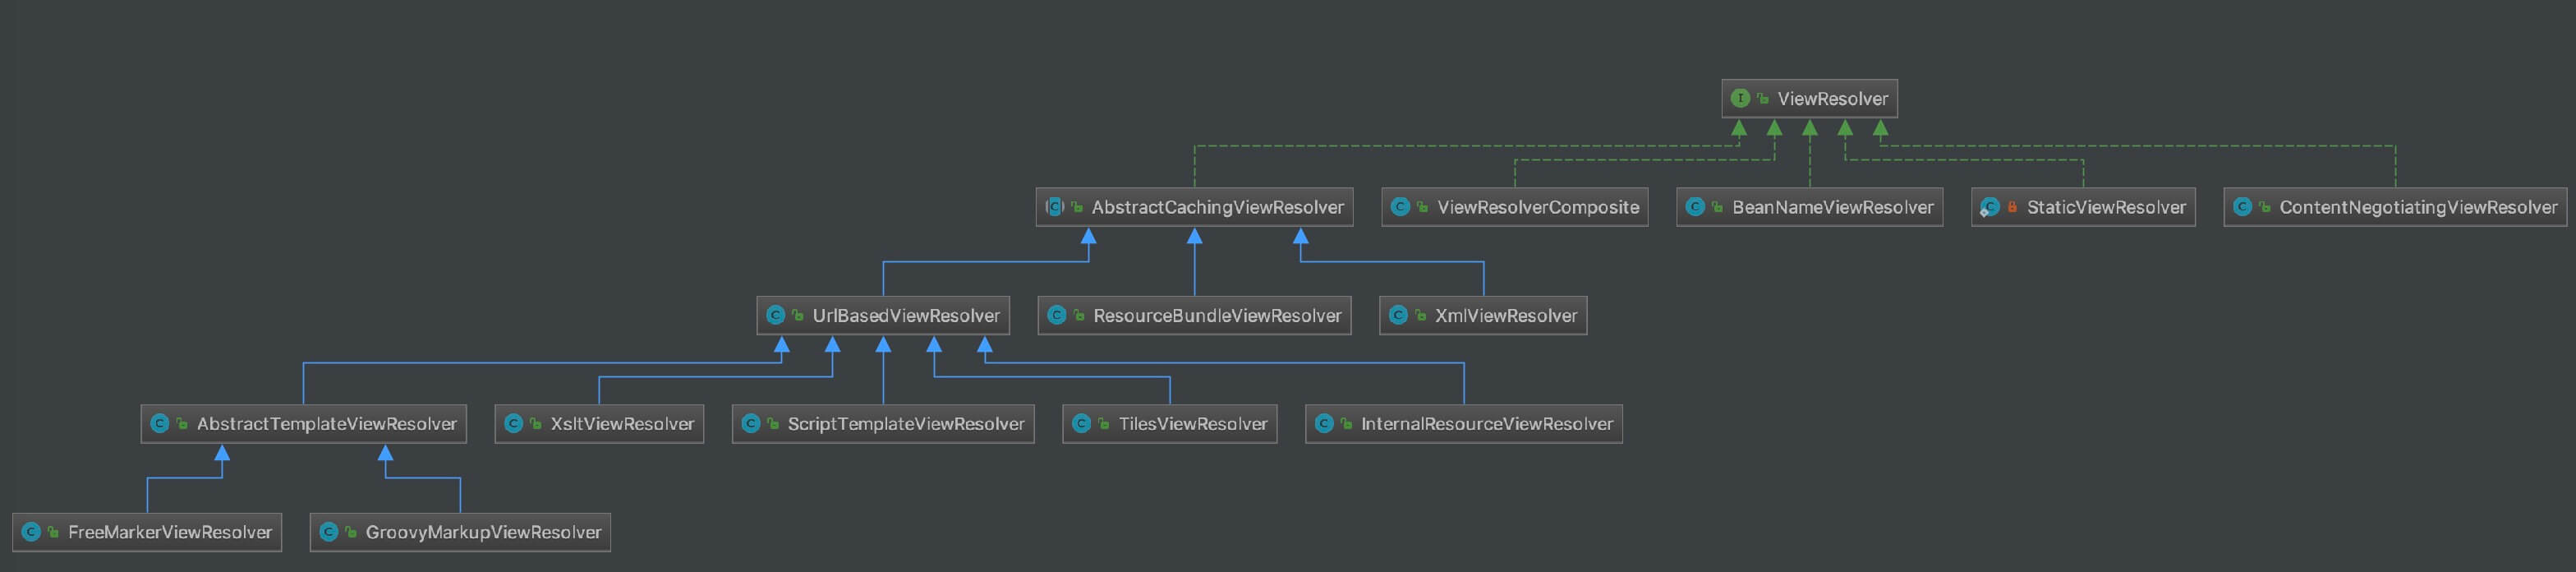 ViewResolver
AbstractCachingViewResolver
ViewResolverComposite
BeanNameViewResolver
StaticViewResolver
ContentNegotiatingViewResolver
UrlBasedViewResolver
ResourceBundleViewResolver
XmlViewResolver
AbstractTemplateViewResolver
XsltViewResolver
ScriptTemplateViewResolver
TilesViewResolver
InternalResourceViewResolver
FreeMarkerViewResolver
GroovyMarkupViewResolver